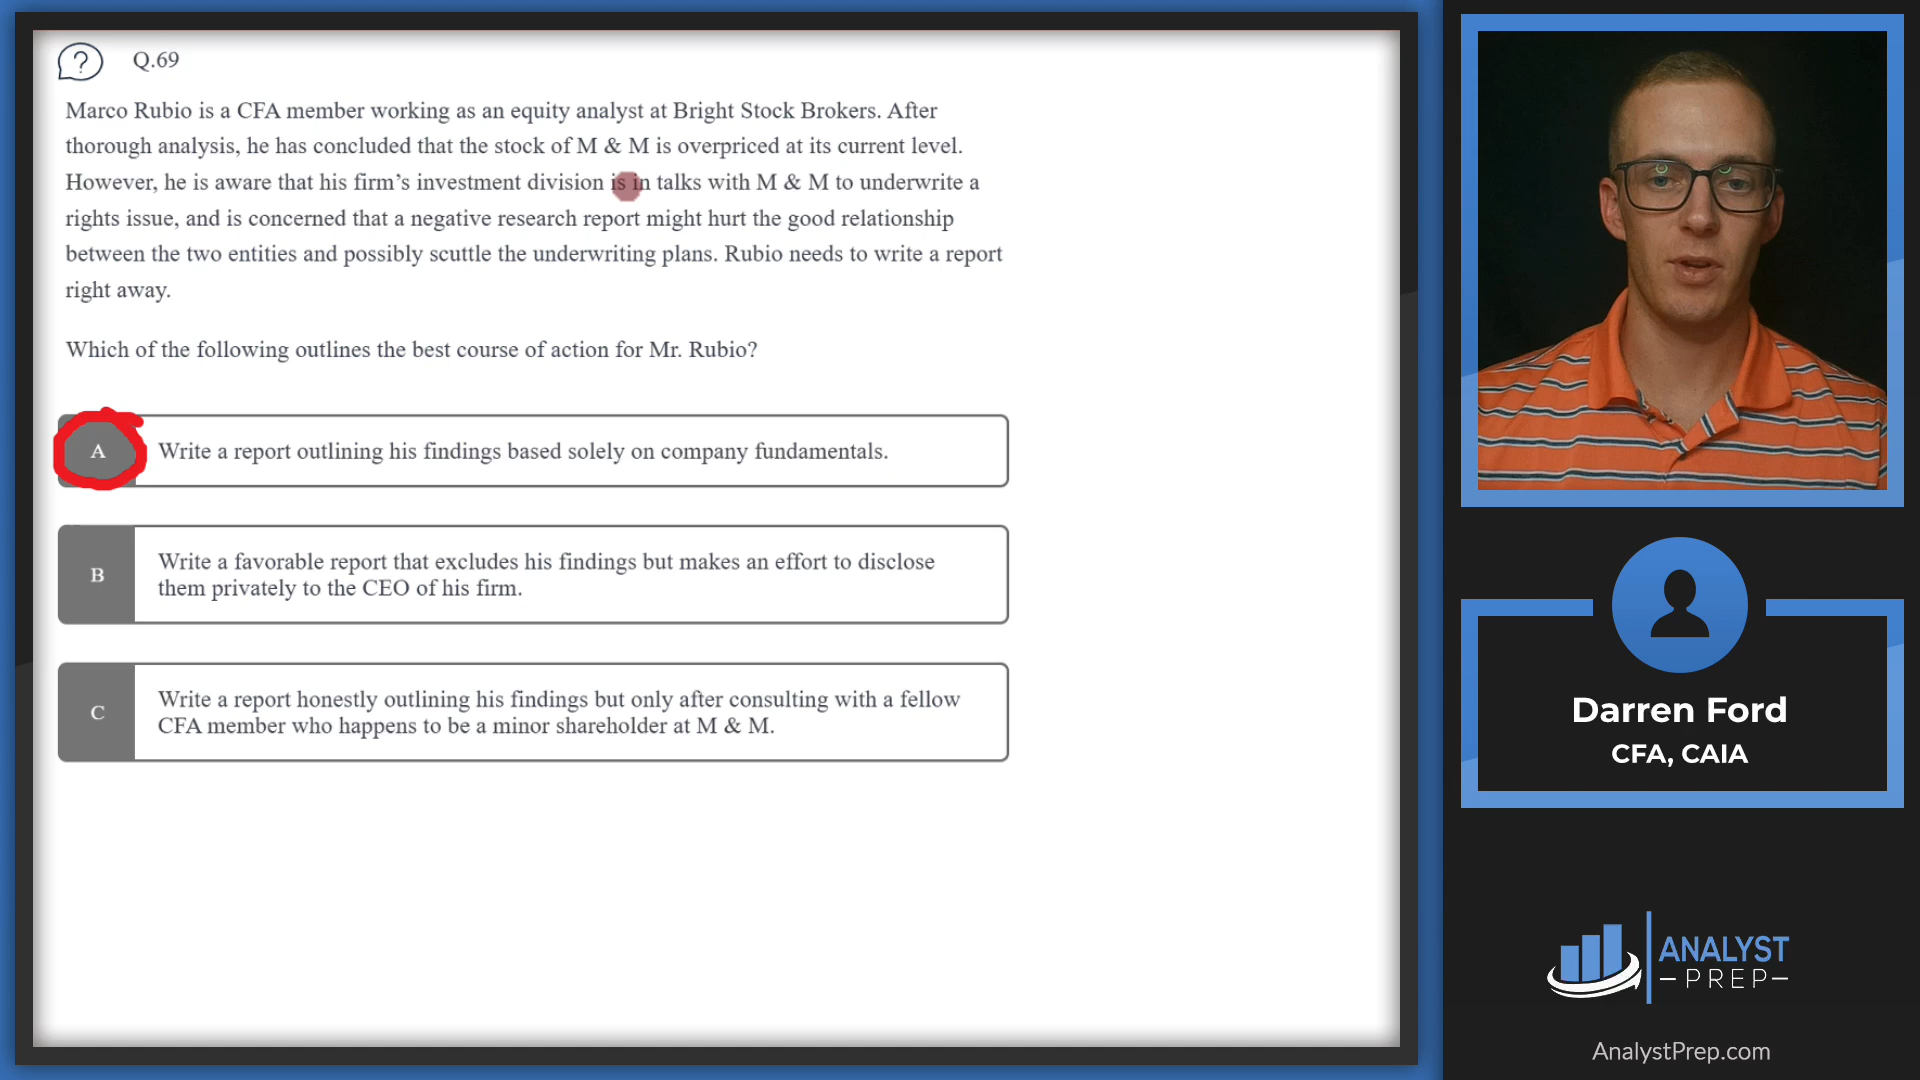 ?
Q.69
Marco Rubio is a CFA member working as an equity analyst at Bright Stock Brokers. After
thorough analysis, he has concluded that the stock of M & M is overpriced at its current level.
However, he is aware that his firm’s investment division is in talks with M & M to underwrite a
rights issue, and is concerned that a negative research report might hurt the good relationship
between the two entities and possibly scuttle the underwriting plans. Rubio needs to write a report
right away.
Which of the following outlines the best course of action for Mr. Rubio?
A
Write a report outlining his findings based solely on company fundamentals.
B
Write a favorable report that excludes his findings but makes an effort to disclose
them privately to the CEO of his firm.
C
Write a report honestly outlining his findings but only after consulting with a fellow
CFA member who happens to be a minor shareholder at M & M.
Darren Ford
CFA, CAIA
ANALYST
PREP
AnalystPrep.com